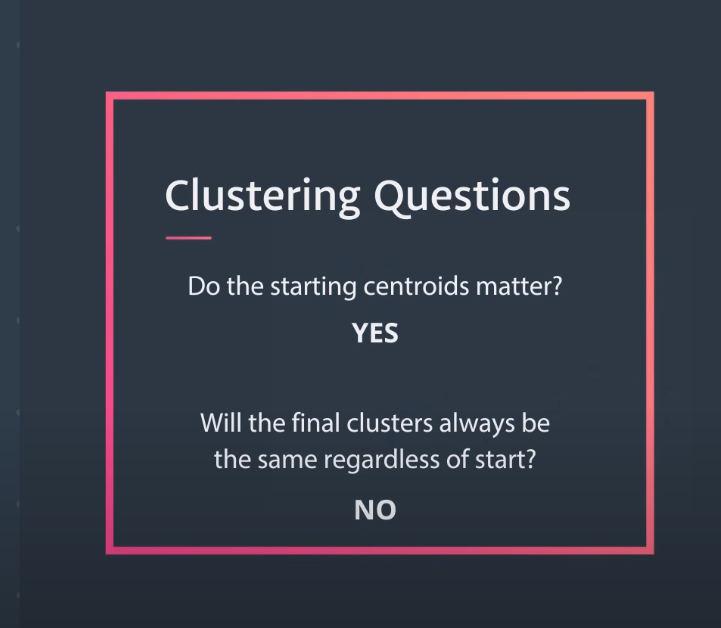 Clustering Questions
Do the starting centroids matter?
YES
Will the final clusters always be
the same regardless of start?
NO